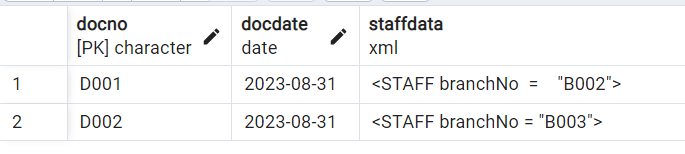 docno docdate staffdata
[PK] character date xml
1 D001 2023-08-31 <STAFF branchNo = "B002">
2 D002 2023-08-31 <STAFF branchNo = "B003">